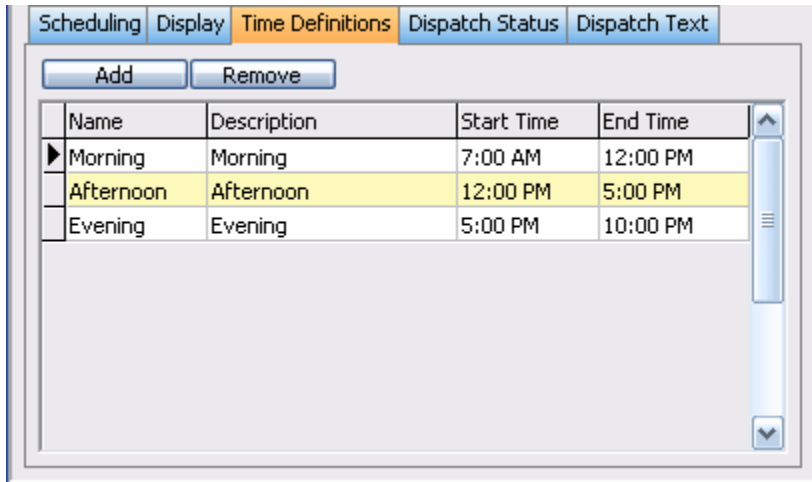 Scheduling Display Time Definitions Dispatch Status Dispatch Text
Add Remove
Name Description Start Time End Time
Morning Morning 7:00 AM 12:00 PM
Afternoon Afternoon 12:00 PM 5:00 PM
Evening Evening 5:00 PM 10:00 PM